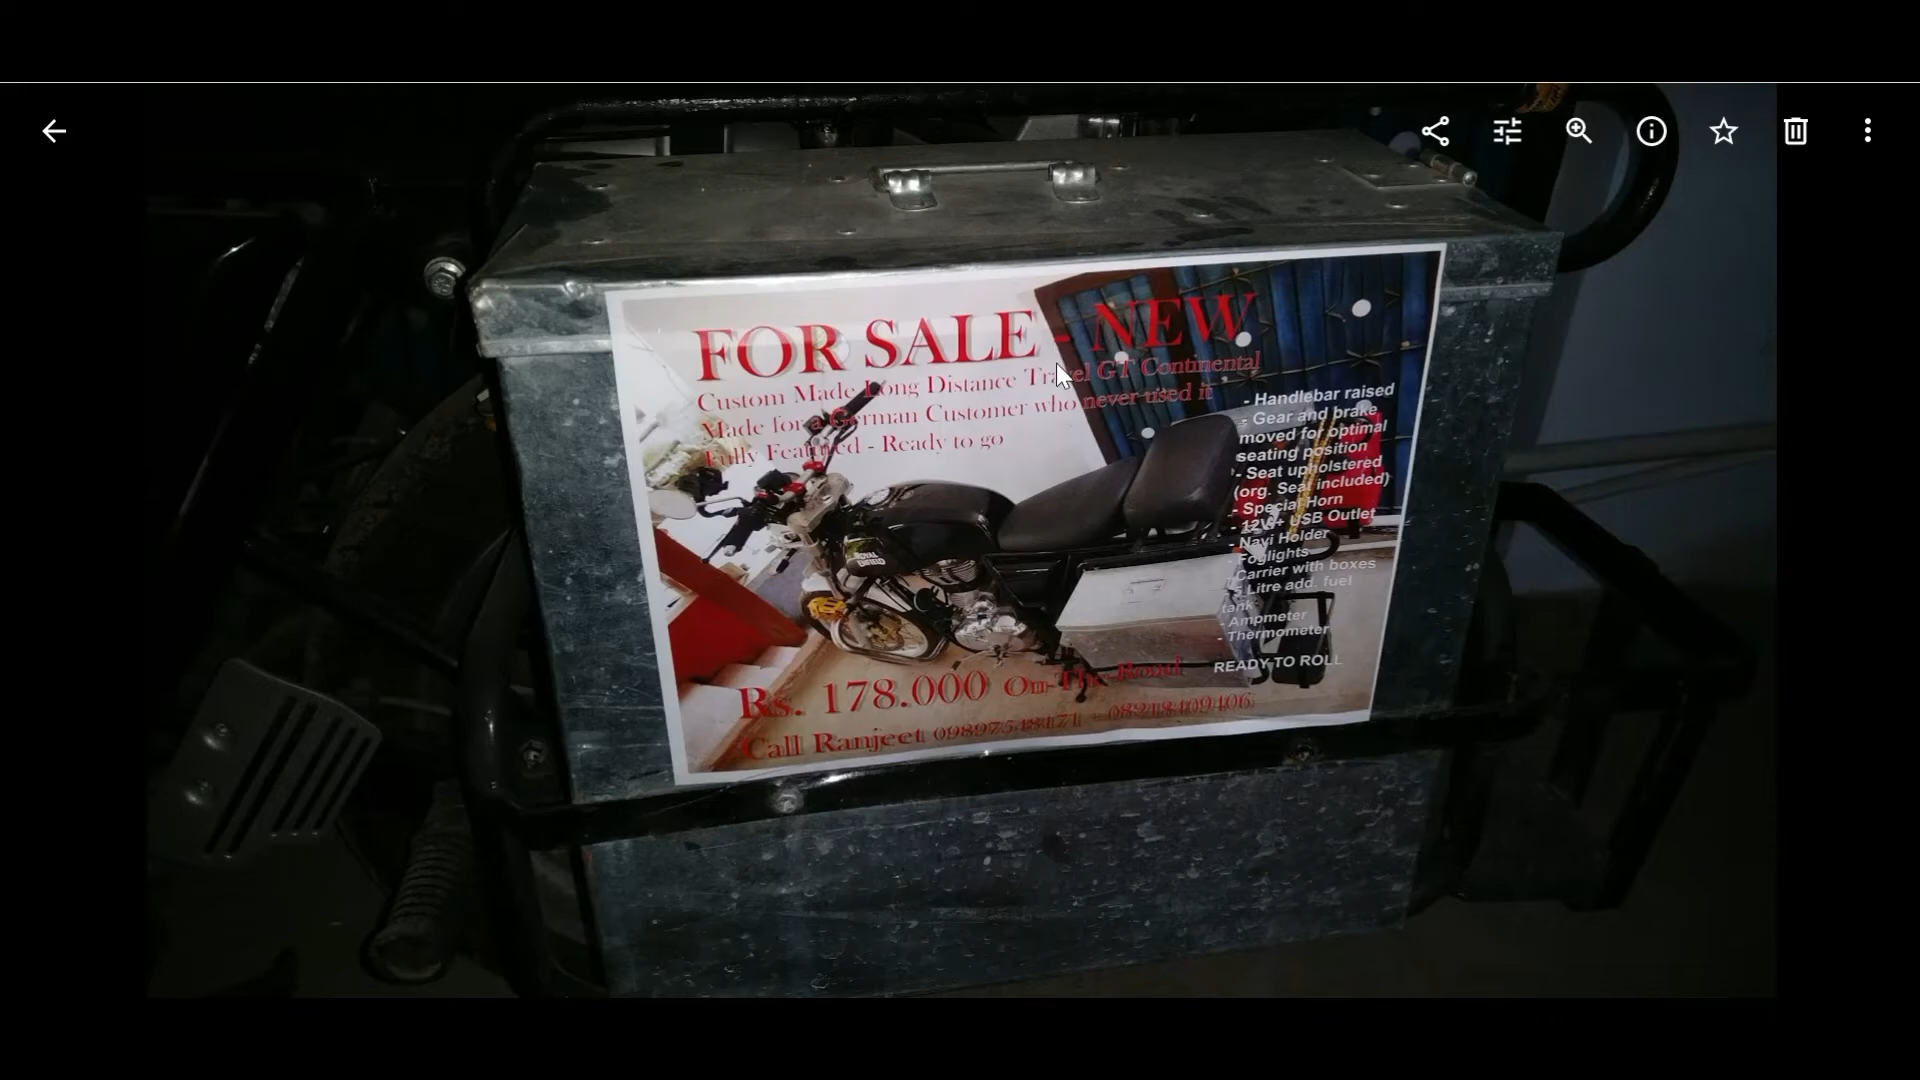 FOR SALE - NEW
Custom Made Long Distance Travel GT Continental
Made for a German Customer who never used it
Fully Featured - Ready to go
- Handlebar raised
- Gear and brake
moved for optimal
seating position
- Seat upholstered
(org. Seat included)
- Special Horn
- 12V+ USB Outlet
- Navi Holder
- Foglights
- Carrier with boxes
5 Litre add. fuel
tank
- Ampmeter
- Thermometer
READY TO ROLL
ROYAL
ENFIELD
Rs. 178.000 On-The-Road
Call Ranjeet